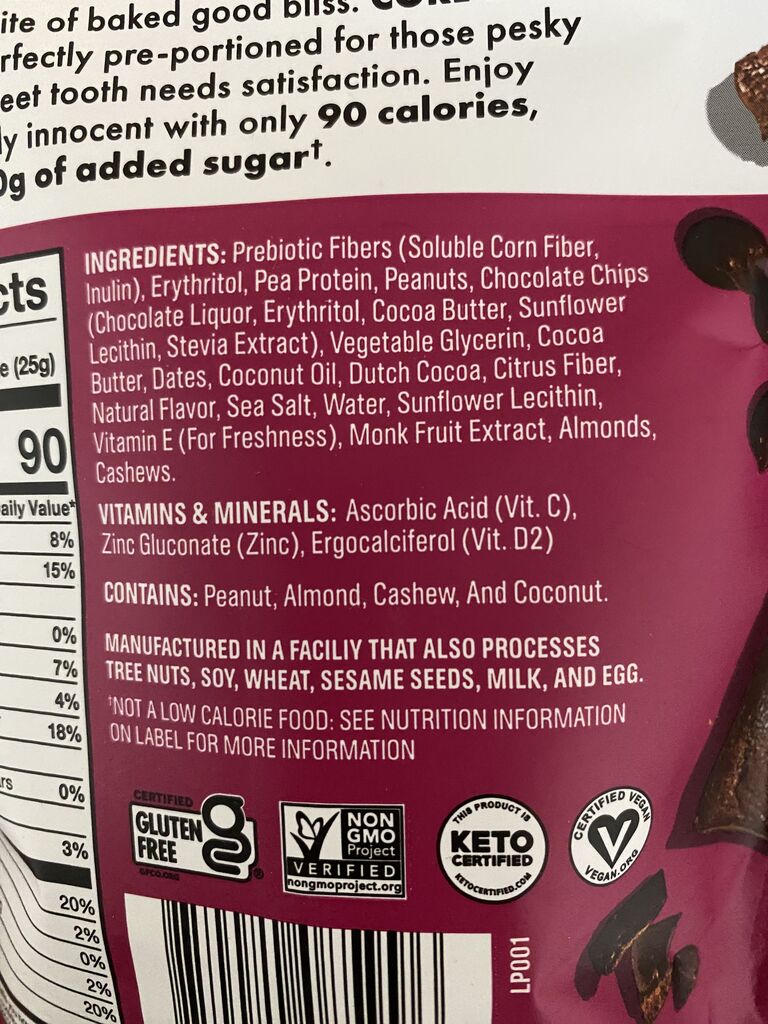 ite of baked good bliss.
rfectly pre-portioned for those pesky
eet tooth needs satisfaction. Enjoy
ly innocent with only 90 calories,
0g of added sugar†.
cts
e (25g)
90
aily Value*
8%
15%
0%
7%
4%
18%
rs 0%
3%
20%
2%
0%
2%
20%
INGREDIENTS: Prebiotic Fibers (Soluble Corn Fiber,
Inulin), Erythritol, Pea Protein, Peanuts, Chocolate Chips
(Chocolate Liquor, Erythritol, Cocoa Butter, Sunflower
Lecithin, Stevia Extract), Vegetable Glycerin, Cocoa
Butter, Dates, Coconut Oil, Dutch Cocoa, Citrus Fiber,
Natural Flavor, Sea Salt, Water, Sunflower Lecithin,
Vitamin E (For Freshness), Monk Fruit Extract, Almonds,
Cashews.
VITAMINS & MINERALS: Ascorbic Acid (Vit. C),
Zinc Gluconate (Zinc), Ergocalciferol (Vit. D2)
CONTAINS: Peanut, Almond, Cashew, And Coconut.
MANUFACTURED IN A FACILIY THAT ALSO PROCESSES
TREE NUTS, SOY, WHEAT, SESAME SEEDS, MILK, AND EGG.
†NOT A LOW CALORIE FOOD: SEE NUTRITION INFORMATION
ON LABEL FOR MORE INFORMATION
CERTIFIED
GLUTEN
FREE
GFCO.ORG
®
NON
GMO
Project
VERIFIED
nongmoproject.org
THIS PRODUCT IS
KETO
CERTIFIED
KETOCERTIFIED.COM
CERTIFIED VEGAN
VEGAN.ORG
LP001